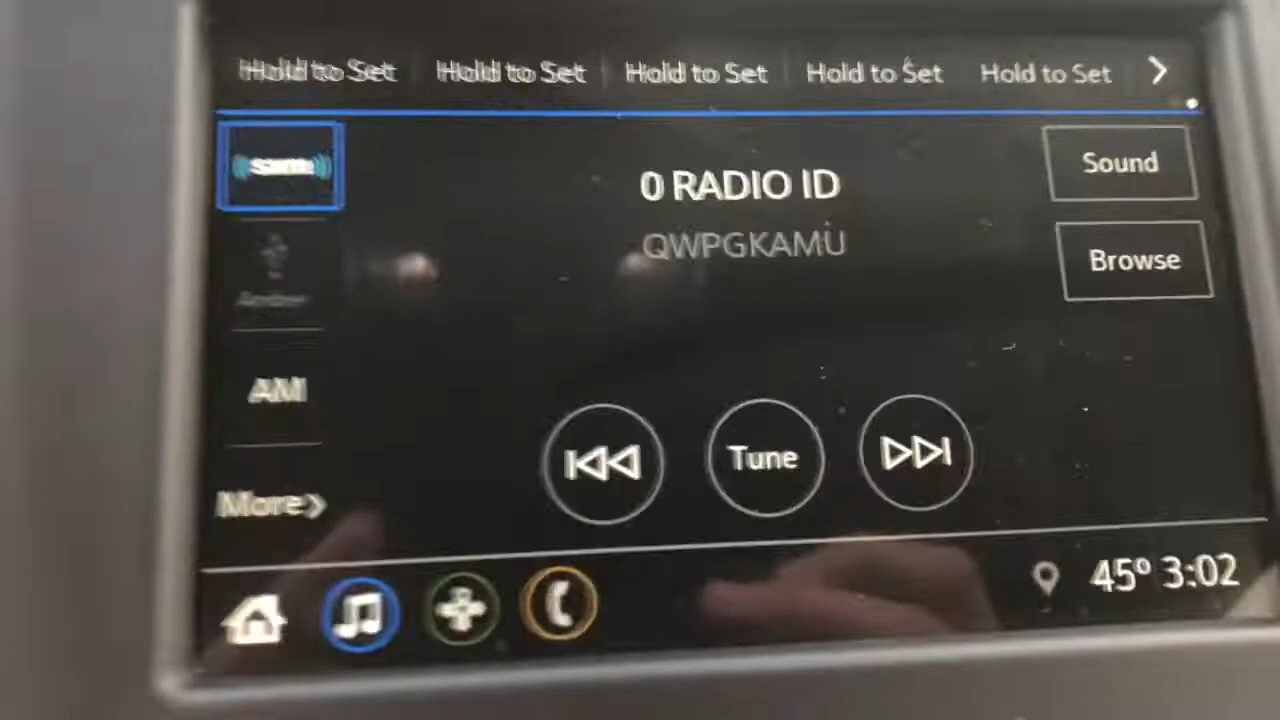 Hold to Set Hold to Set Hold to Set Hold to Set Hold to Set
Sound
0 RADIO ID
QWPGKAMU
Browse
AM
Tune
More
45° 3:02